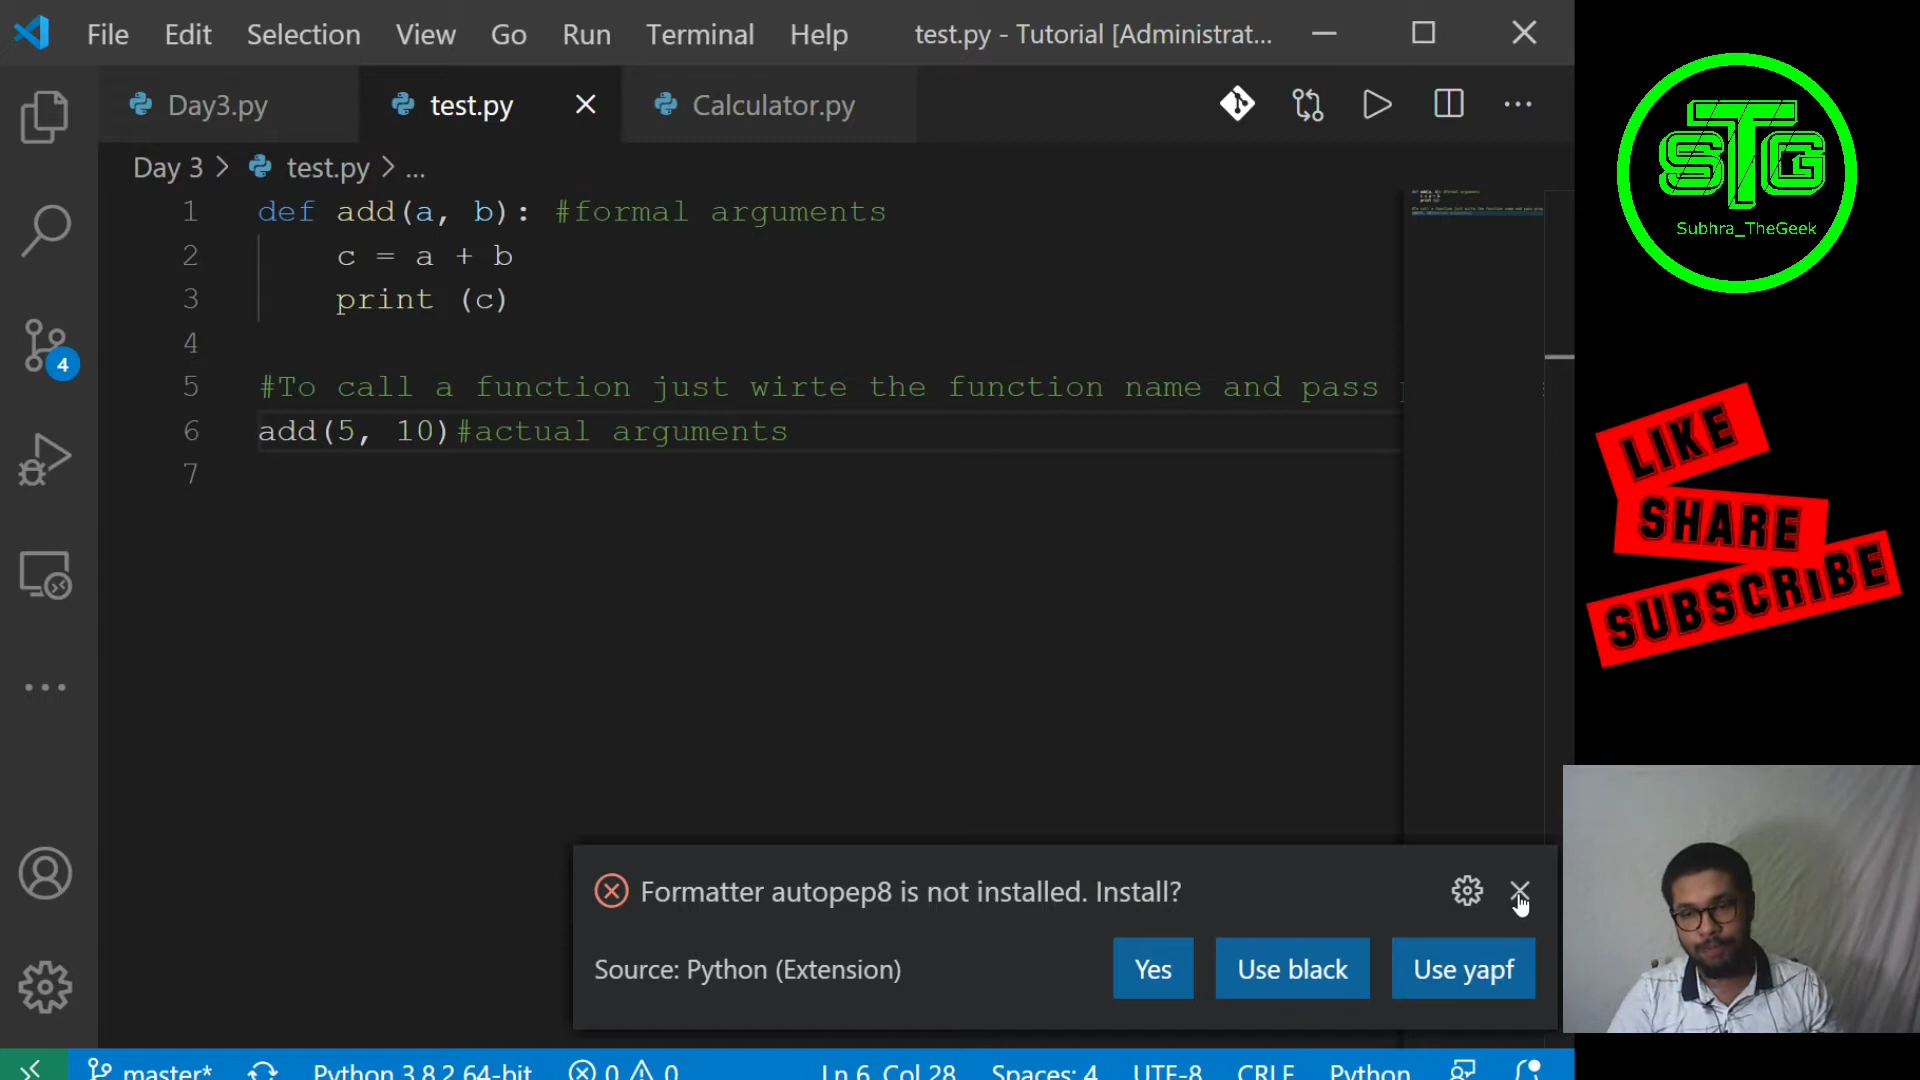 File Edit Selection View Go Run Terminal Help test.py - Tutorial [Administrat...
Day3.py test.py Calculator.py
Day 3 > test.py > ...
1 def add(a, b): #formal arguments
2 c = a + b
3 print (c)
4
5 #To call a function just wirte the function name and pass
6 add(5, 10)#actual arguments
7
4
Formatter autopep8 is not installed. Install?
Source: Python (Extension) Yes Use black Use yapf
master* Python 3.8.2 64-bit 0 0 Ln 6, Col 28 Spaces: 4 UTF-8 CRLF Python
STG
Subhra_TheGeek
LIKE
SHARE
SUBSCRIBE